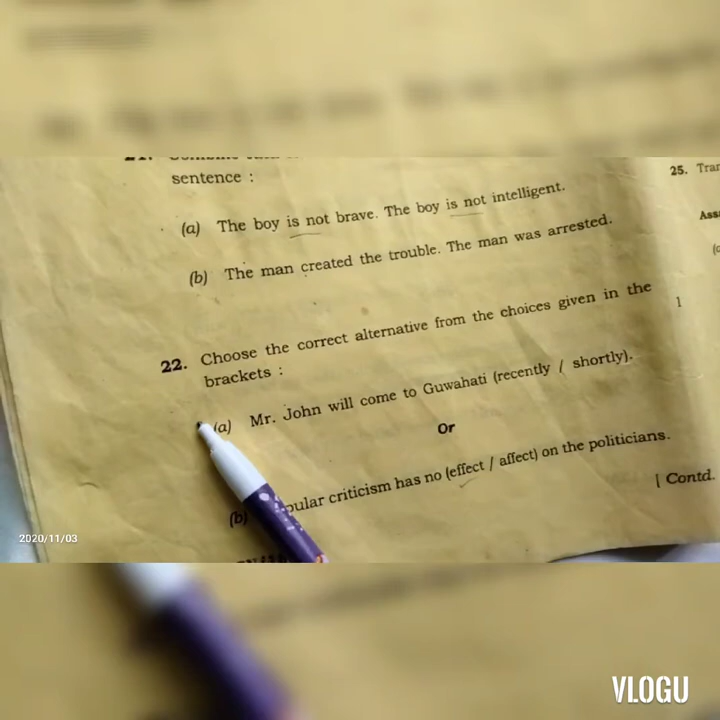 sentence :
(a) The boy is not brave. The boy is not intelligent.
(b) The man created the trouble. The man was arrested.
22. Choose the correct alternative from the choices given in the
brackets :
1
(a) Mr. John will come to Guwahati (recently / shortly).
Or
(b) pular criticism has no (effect / affect) on the politicians.
[ Contd.
25. Tran
Ass
2020/11/03
VLOGU